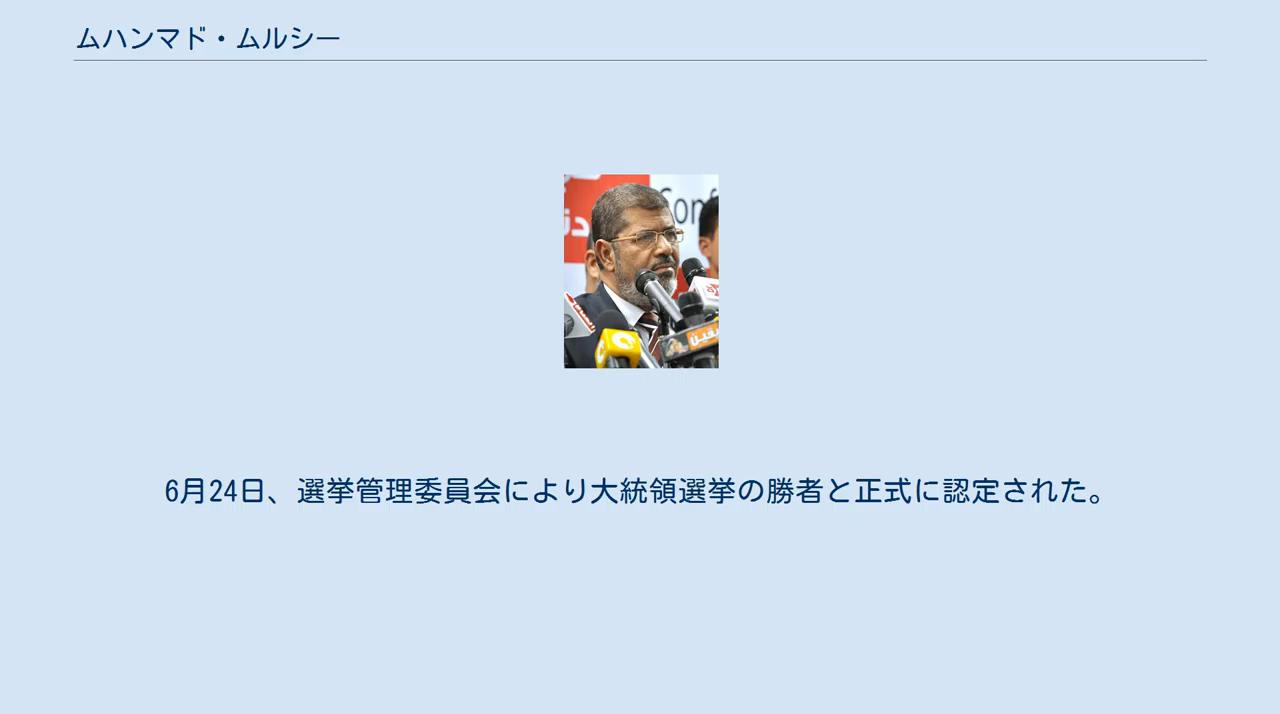 ムハンマド・ムルシー
Conf
6月24日、選挙管理委員会により大統領選挙の勝者と正式に認定された。